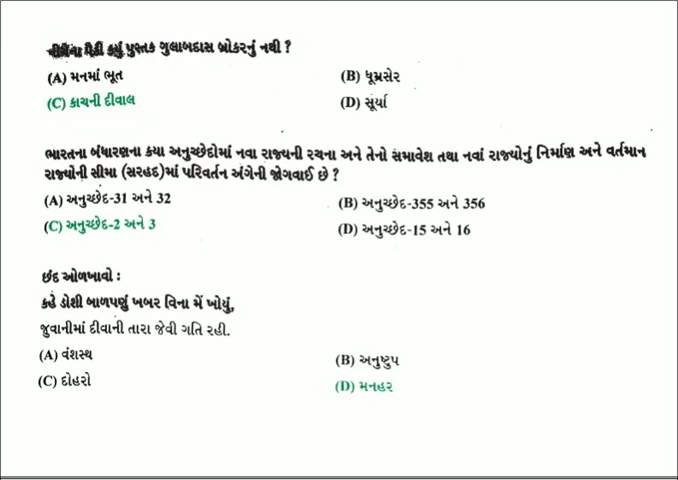 નીચેના પૈકી કર્યુ પુસ્તક ગુલાબદાસ બ્રોકરનું નથી ?
(A) મનમાં ભૂત
(B) ધૂમ્રસેર
(C) કાચની દીવાલ
(D) સૂર્યા
ભારતના બંધારણના કયા અનુચ્છેદોમાં નવા રાજ્યની રચના અને તેનો સમાવેશ તથા નવાં રાજ્યોનું નિર્માણ અને વર્તમાન
રાજ્યોની સીમા (સરહદ)માં પરિવર્તન અંગેની જોગવાઈ છે ?
(A) અનુચ્છેદ-31 અને 32
(B) અનુચ્છેદ-355 અને 356
(C) અનુચ્છેદ-2 અને 3
(D) અનુચ્છેદ-15 અને 16
છંદ ઓળખાવો :
કહે ડોશી બાળપણું ખબર વિના મેં ખોયું,
જુવાનીમાં દીવાની તારા જેવી ગતિ રહી.
(A) વંશસ્થ
(B) અનુષ્ટુપ
(C) દોહરો
(D) મનહર